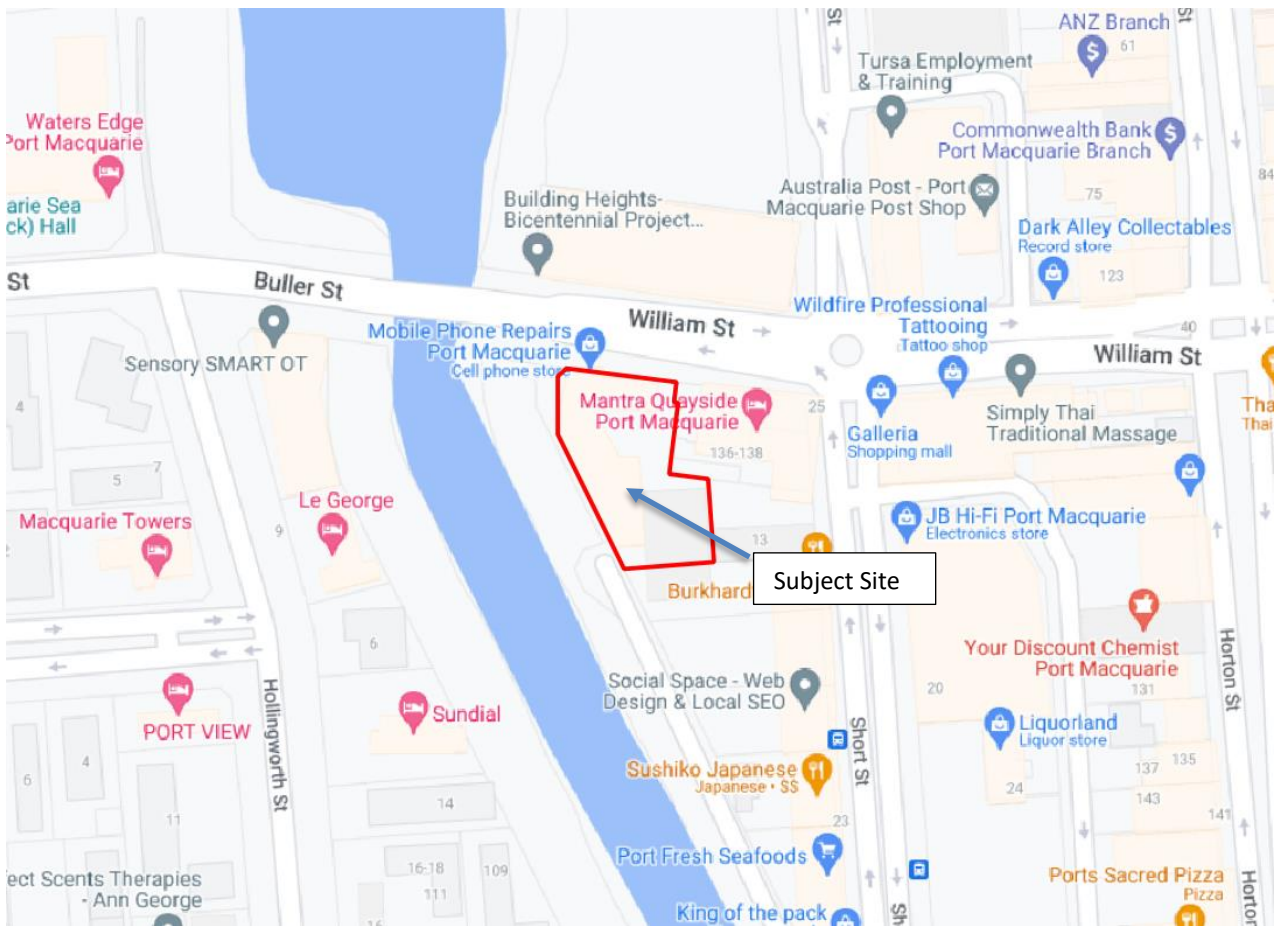 St
ANZ Branch
61
St
Tursa Employment
& Training
Waters Edge
Port Macquarie
Commonwealth Bank
Port Macquarie Branch
84
arie Sea
ck) Hall
Building Heights-
Bicentennial Project...
Australia Post - Port
Macquarie Post Shop
75
Dark Alley Collectables
Record store
123
St
Buller St
Wildfire Professional
Tattooing
Tattoo shop
William St
40
William St
Mobile Phone Repairs
Port Macquarie
Cell phone store
Sensory SMART OT
4
Mantra Quayside
Port Macquarie
25
Galleria
Shopping mall
Simply Thai
Traditional Massage
Tha
Thai
136-138
7
5
Le George
9
Macquarie Towers
JB Hi-Fi Port Macquarie
Electronics store
13
Subject Site
Burkhard
6
Your Discount Chemist
Port Macquarie
131
Horton St
Social Space - Web
Design & Local SEO
20
PORT VIEW
Hollingworth St
Sundial
Short St
Liquorland
Liquor store
6
4
Sushiko Japanese
Japanese • $$
137
135
24
143
14
141
11
23
Port Fresh Seafoods
16-18
109
111
ect Scents Therapies
- Ann George
Ports Sacred Pizza
Pizza
Horton
King of the pack
Sh
16